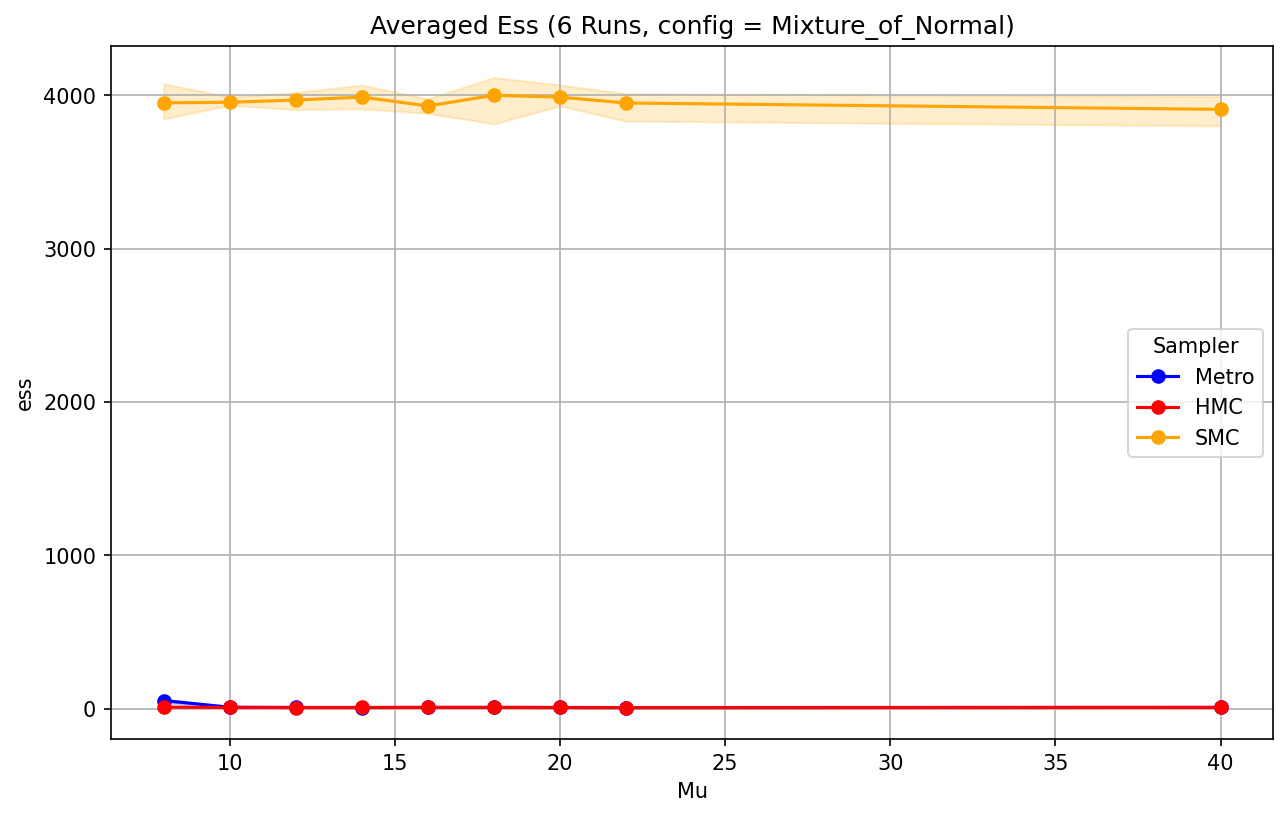 Averaged Ess (6 Runs, config = Mixture_of_Normal)
ess
4000
3000
2000
1000
0
Sampler
Metro
HMC
SMC
10
15
20
25
30
35
40
Mu